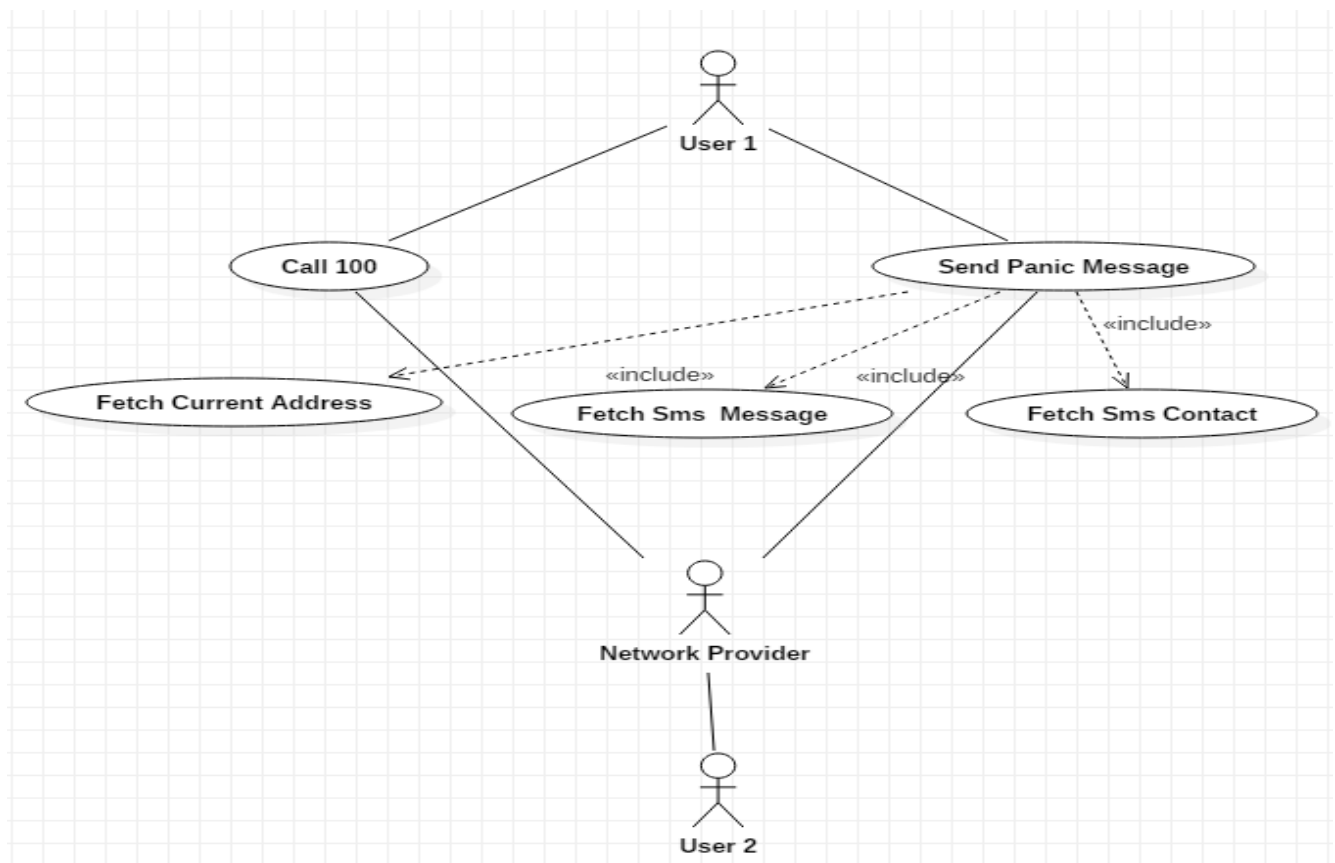 User 1
Call 100
Send Panic Message
«include»
«include»
«include»
Fetch Current Address
Fetch Sms  Message
Fetch Sms Contact
Network Provider
User 2